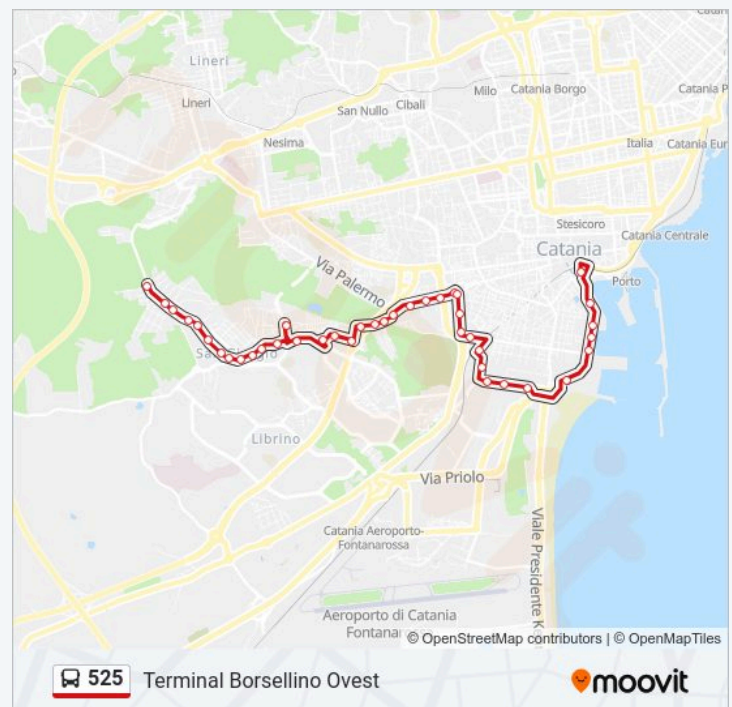 Lineri
Catania P
Lineri
Milo
Catania Borgo
Cibali
San Nullo
Nesima
Italia
Catania Eur
Stesicoro
Catania
Catania Centrale
Via Palermo
Porto
Librino
Via Priolo
Catania Aeroporto-
Fontanarossa
Viale Presidente Ke
Aeroporto di Catania
Fontana
© OpenStreetMap contributors | © OpenMapTiles
525
Terminal Borsellino Ovest
moovit